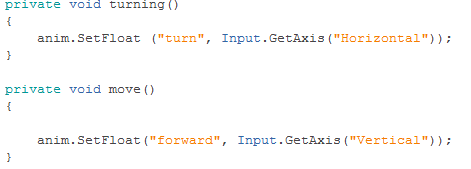 private void turning()
{
    anim.SetFloat ("turn", Input.GetAxis("Horizontal"));
}
private void move()
{
    anim.SetFloat("forward", Input.GetAxis("Vertical"));
}